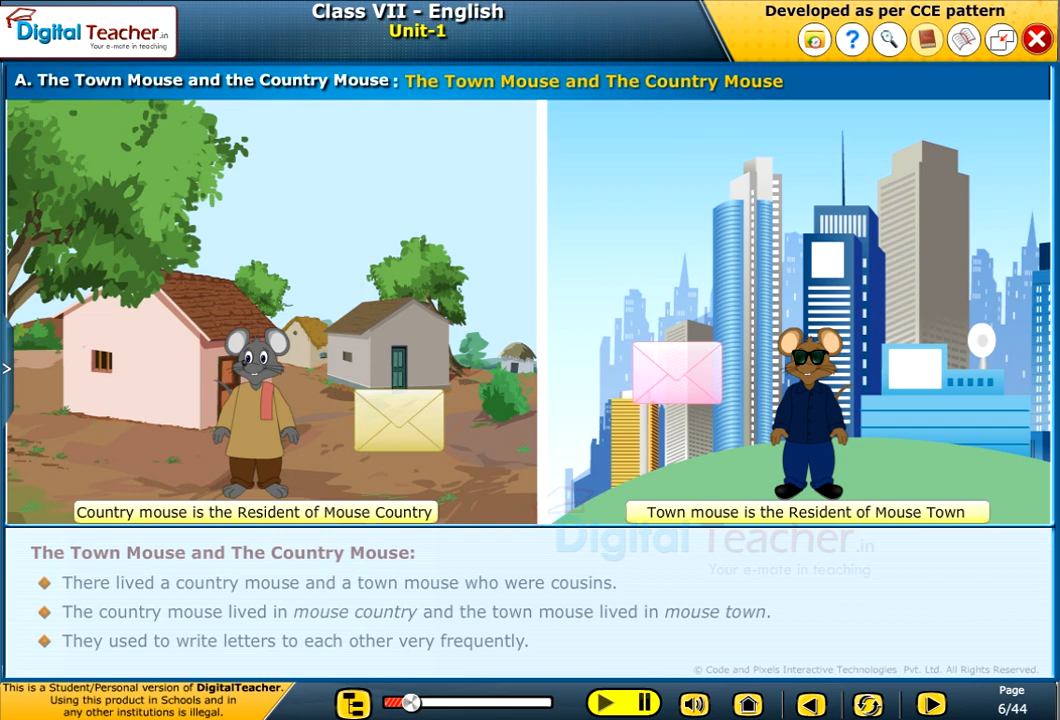 Digital Teacher.in
Your e-mate in teaching
Class VII - English
Unit-1
Developed as per CCE pattern
?
A. The Town Mouse and the Country Mouse : The Town Mouse and The Country Mouse
>
Country mouse is the Resident of Mouse Country
Town mouse is the Resident of Mouse Town
Digital Teacher.in
Your e-mate in teaching
The Town Mouse and The Country Mouse:
There lived a country mouse and a town mouse who were cousins.
The country mouse lived in mouse country and the town mouse lived in mouse town.
They used to write letters to each other very frequently.
© Code and Pixels Interactive Technologies Pvt. Ltd. All Rights Reserved.
This is a Student/Personal version of DigitalTeacher.
Using this product in Schools and in
any other institutions is illegal.
Page
6/44